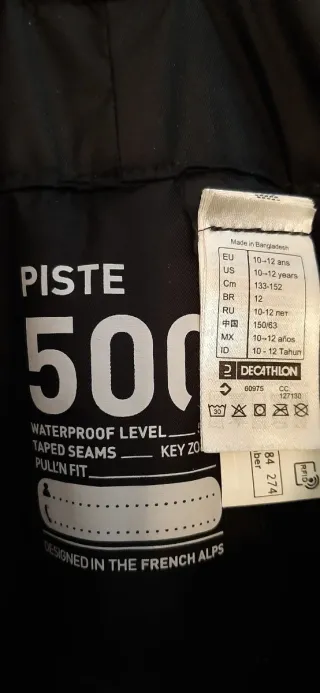 PISTE
500
WATERPROOF LEVEL
TAPED SEAMS KEY ZO
PULL'N FIT
DESIGNED IN THE FRENCH ALPS
Made in Bangladesh
EU 10→12 ans
US 10→12 years
Cm 133-152
BR 12
RU 10-12 лет
中国 150/63
MX 10→12 años
ID 10 - 12 Tahun
DECATHLON
60975 CC:
127130
30
84 274
ber
RFID